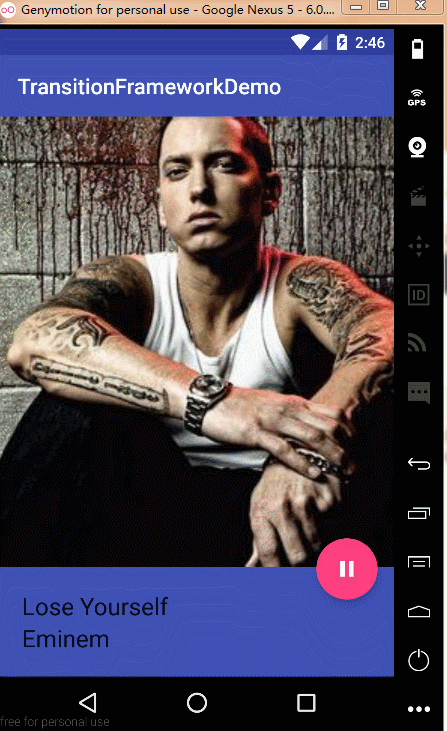 Genymotion for personal use - Google Nexus 5 - 6.0....
2:46
TransitionFrameworkDemo
GPS
ID
Lose Yourself
Eminem
free for personal use